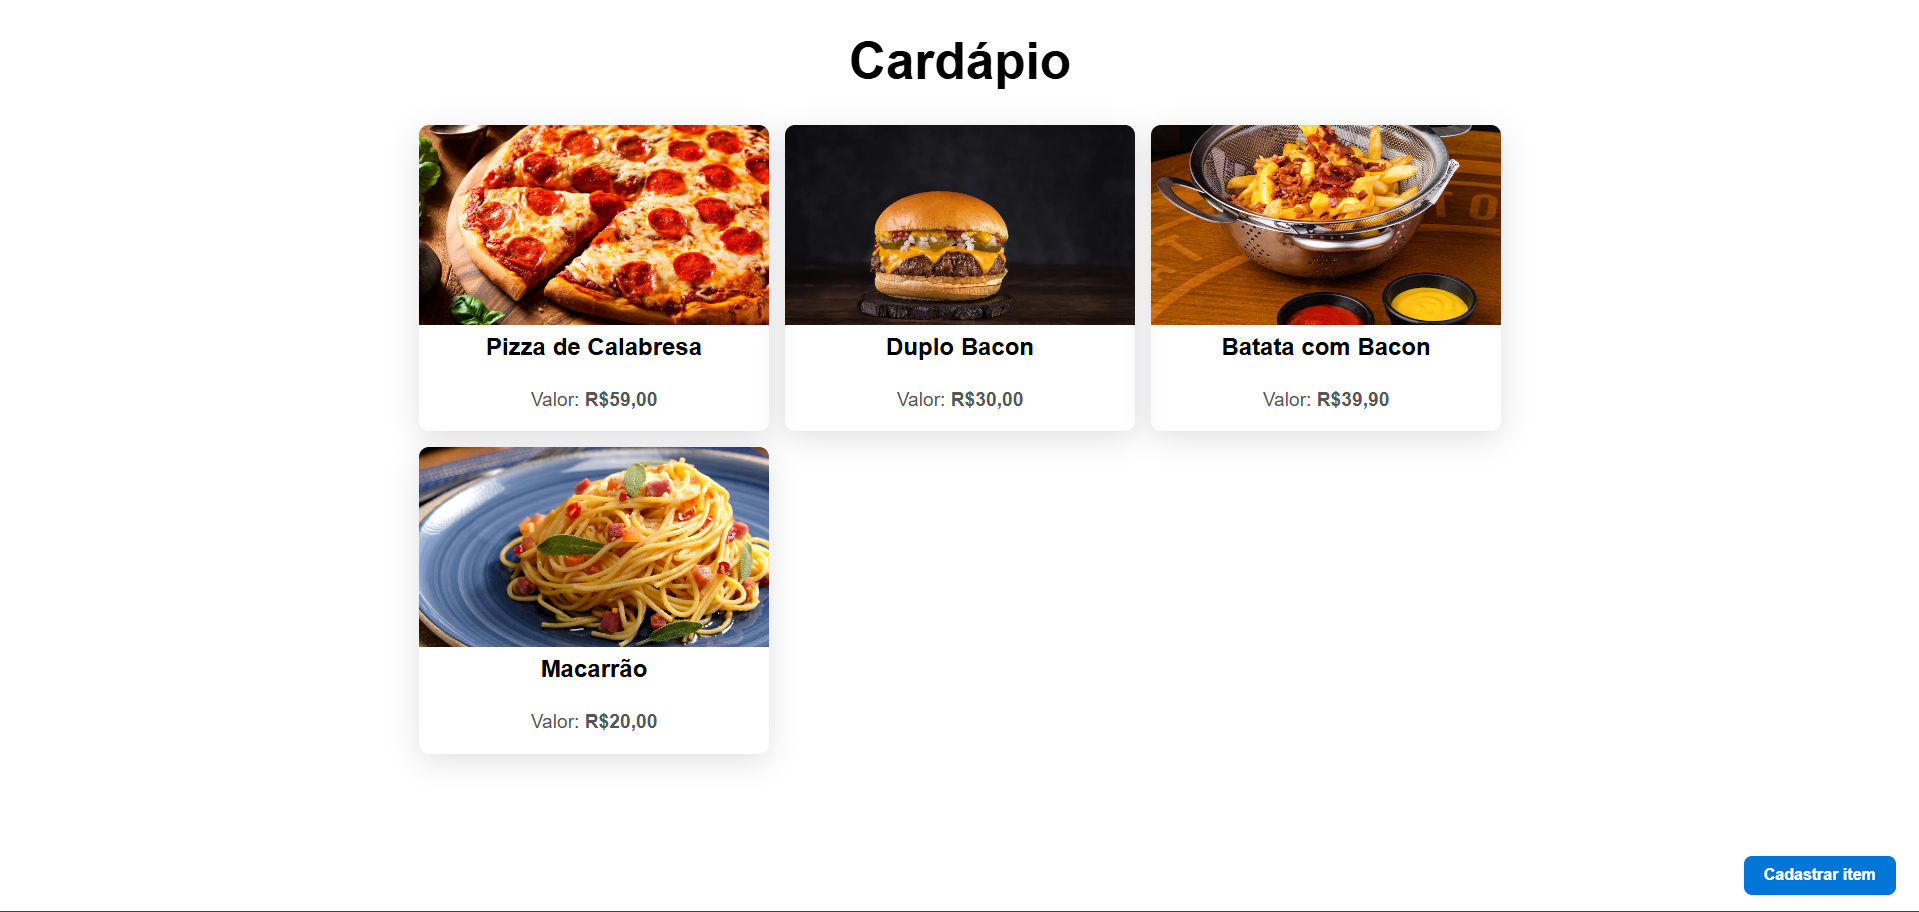 Cardápio
Pizza de Calabresa
Valor: R$59,00
Duplo Bacon
Valor: R$30,00
Batata com Bacon
Valor: R$39,90
Macarrão
Valor: R$20,00
Cadastrar item